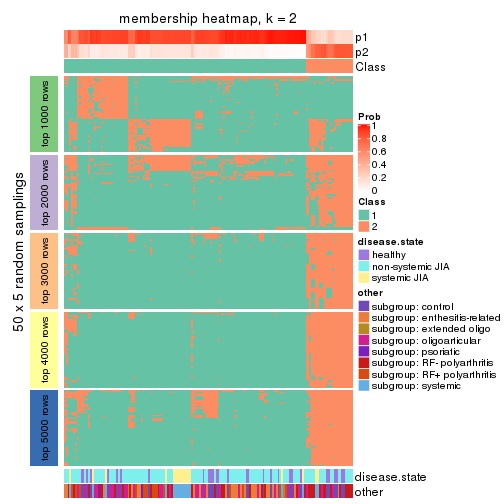 membership heatmap, k = 2
p1
p2
Class
50 x 5 random samplings
top 1000 rows
top 2000 rows
top 3000 rows
top 4000 rows
top 5000 rows
disease.state
other
Prob
1
0.8
0.6
0.4
0.2
0
Class
1
2
disease.state
healthy
non-systemic JIA
systemic JIA
other
subgroup: control
subgroup: enthesitis-related
subgroup: extended oligo
subgroup: oligoarticular
subgroup: psoriatic
subgroup: RF- polyarthritis
subgroup: RF+ polyarthritis
subgroup: systemic